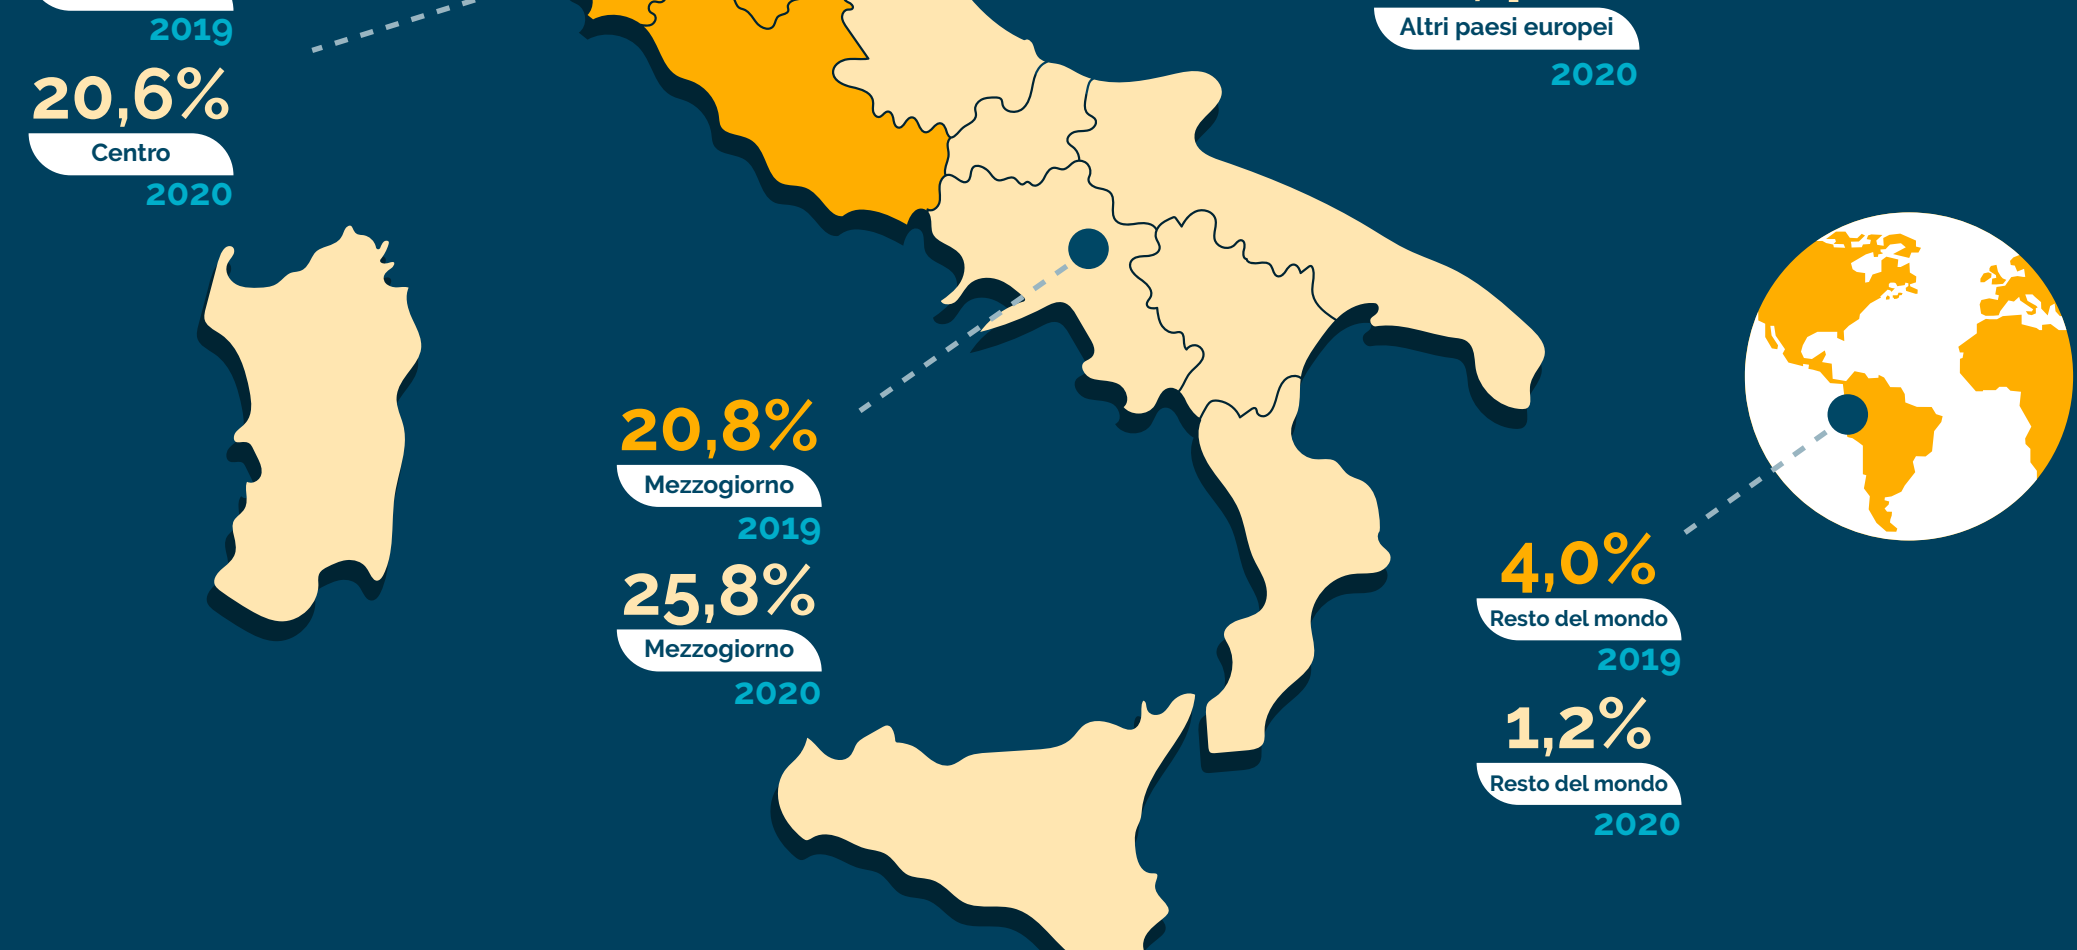 2019
20,6%
Centro
2020
Altri paesi europei
2020
20,8%
Mezzogiorno
2019
25,8%
Mezzogiorno
2020
4,0%
Resto del mondo
2019
1,2%
Resto del mondo
2020